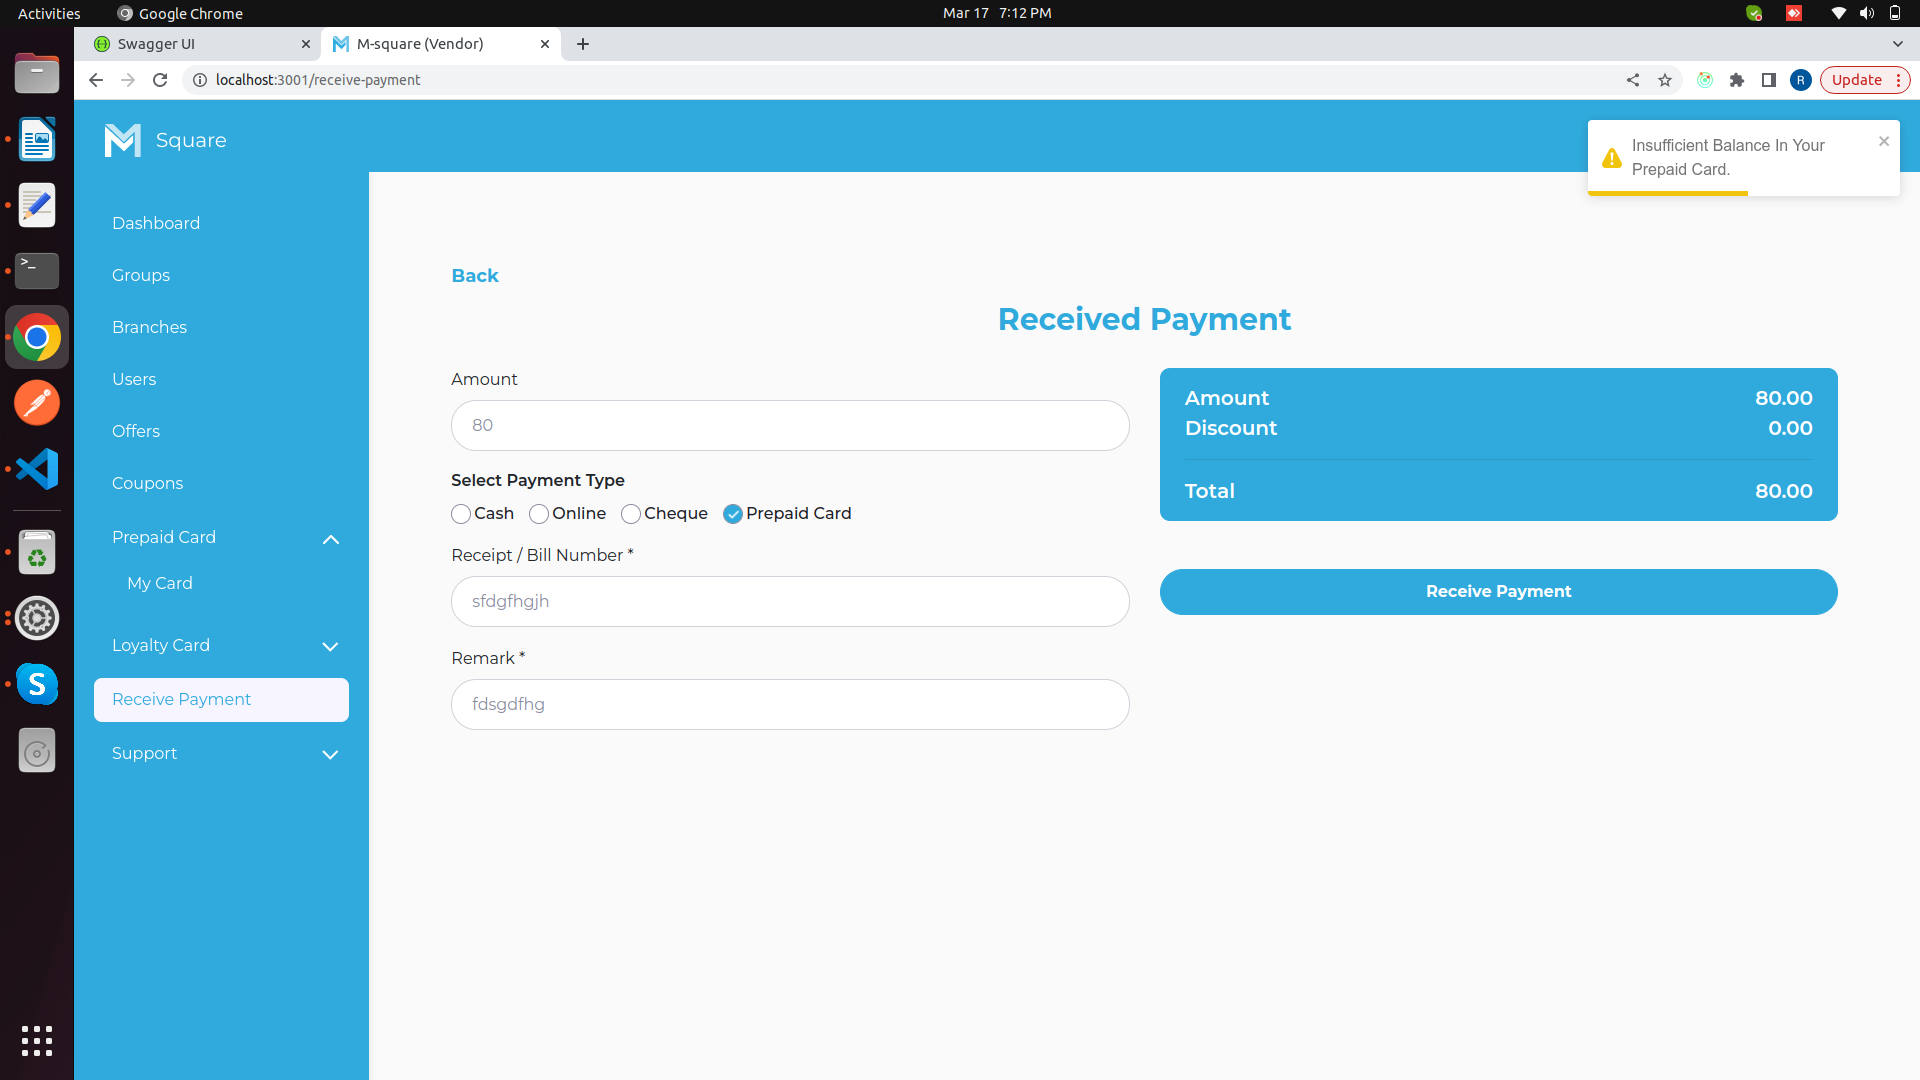 Activities
Google Chrome
Mar 17 7:12 PM
Swagger UI
M-square (Vendor)
localhost:3001/receive-payment
R
Update
M Square
Insufficient Balance In Your
Prepaid Card.
Dashboard
Groups
Branches
Users
Offers
Coupons
Prepaid Card
My Card
Loyalty Card
Receive Payment
Support
Back
Received Payment
Amount
80
Select Payment Type
Cash Online Cheque Prepaid Card
Receipt / Bill Number *
sfdgfhgjh
Remark *
fdsgdfhg
Amount 80.00
Discount 0.00
Total 80.00
Receive Payment